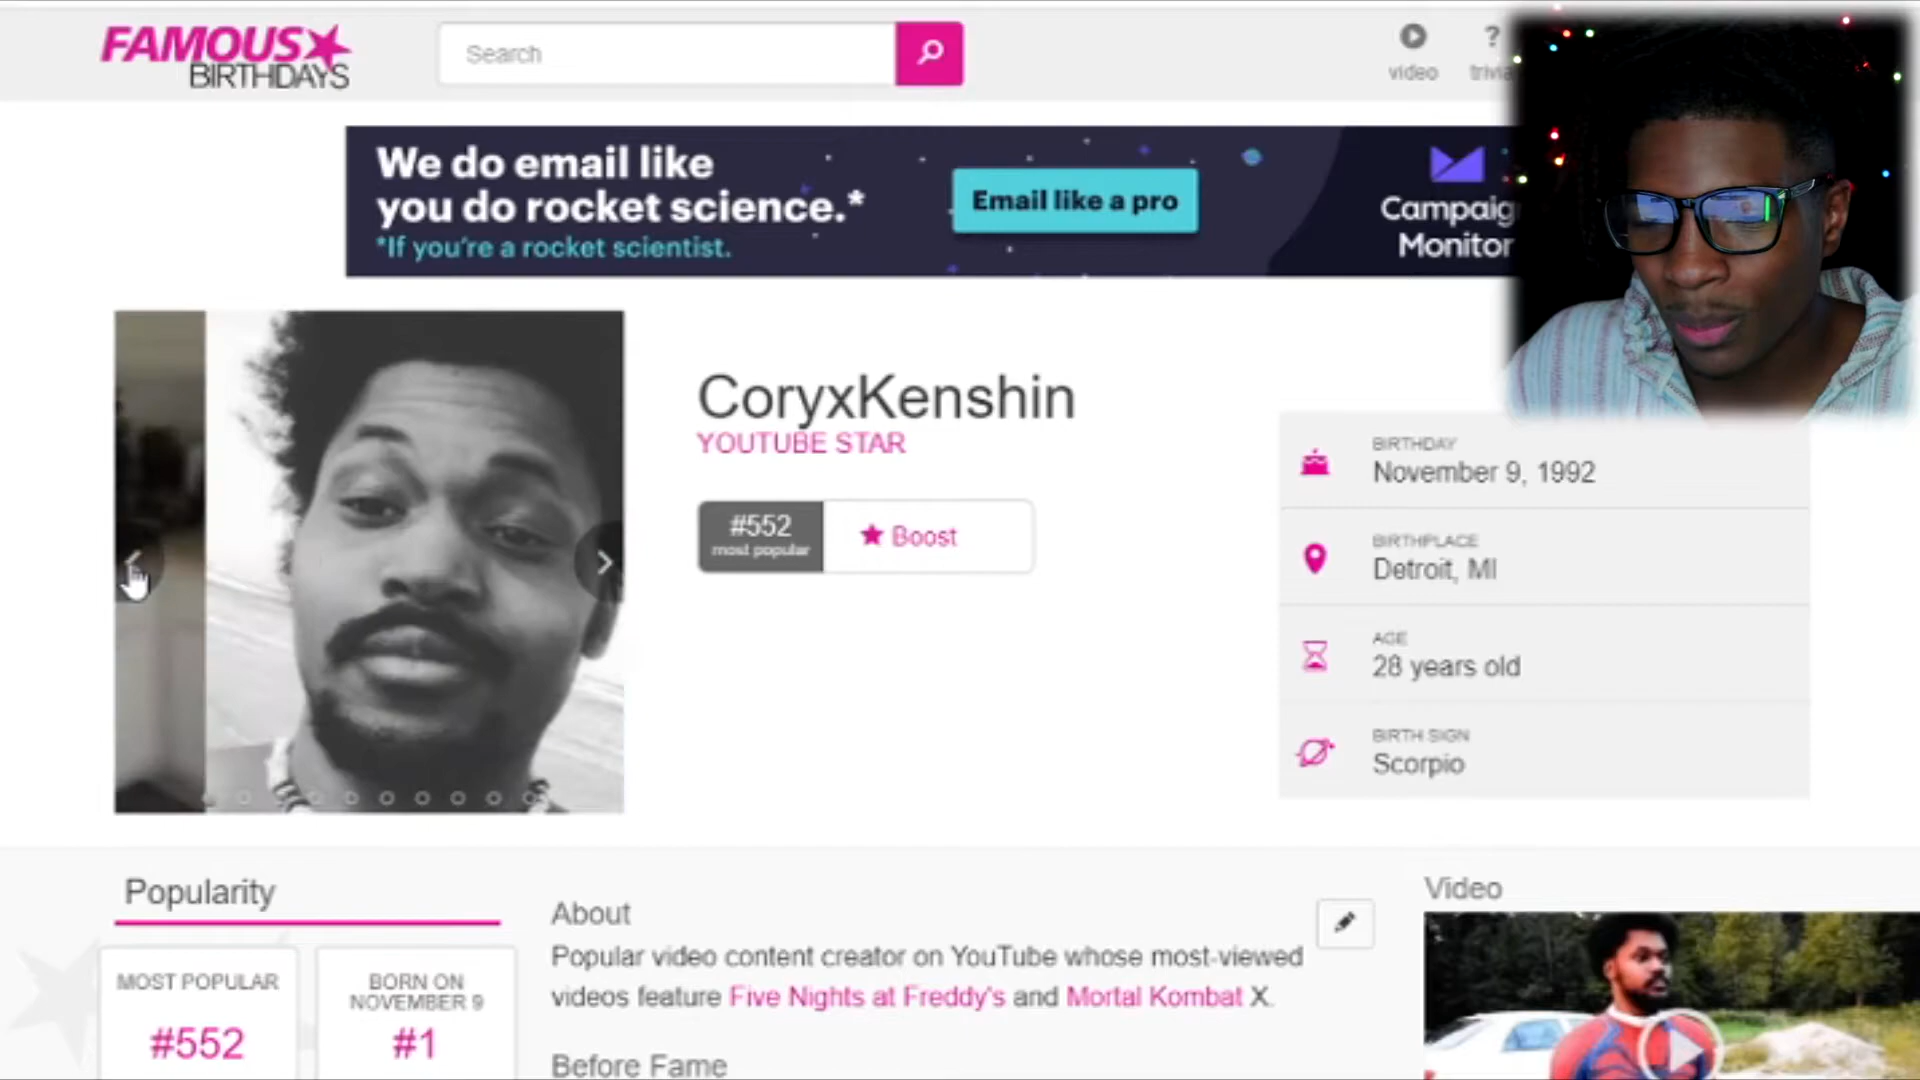 FAMOUS
BIRTHDAYS
Search
video
trivia
We do email like
you do rocket science.*
*If you're a rocket scientist.
Email like a pro
Campaig
Monitor
CoryxKenshin
YOUTUBE STAR
#552
most popular
Boost
BIRTHDAY
November 9, 1992
BIRTHPLACE
Detroit, MI
AGE
28 years old
BIRTH SIGN
Scorpio
Popularity
MOST POPULAR
#552
BORN ON
NOVEMBER 9
#1
About
Popular video content creator on YouTube whose most-viewed
videos feature Five Nights at Freddy's and Mortal Kombat X.
Before Fame
Video